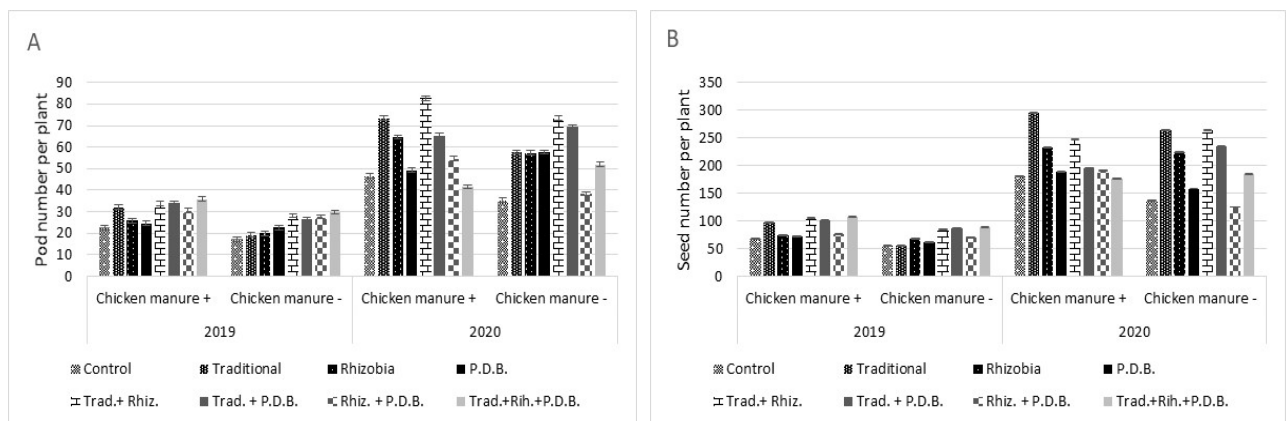 A
Pod number per plant
90
80
70
60
50
40
30
20
10
0
Chicken manure + Chicken manure - Chicken manure + Chicken manure -
2019 2020
Control Traditional Rhizobia P.D.B.
Trad.+ Rhiz. Trad. + P.D.B. Rhiz. + P.D.B. Trad.+Rih.+P.D.B.
B
Seed number per plant
350
300
250
200
150
100
50
0
Chicken manure + Chicken manure - Chicken manure + Chicken manure -
2019 2020
Control Traditional Rhizobia P.D.B.
Trad.+ Rhiz. Trad. + P.D.B. Rhiz. + P.D.B. Trad.+Rih.+P.D.B.